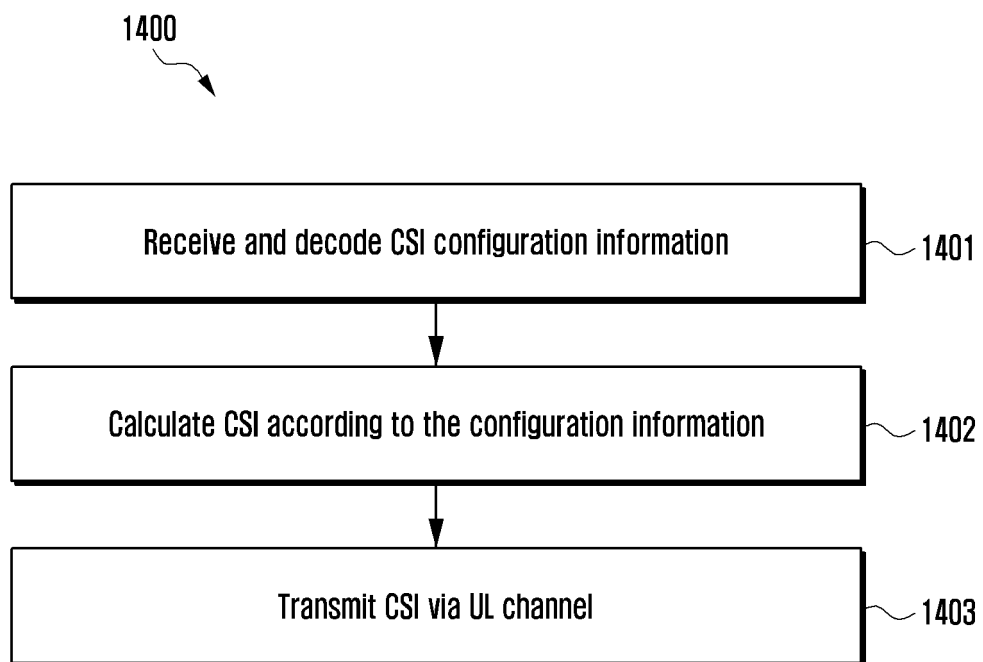 1400
Receive and decode CSI configuration information
1401
Calculate CSI according to the configuration information
1402
Transmit CSI via UL channel
1403